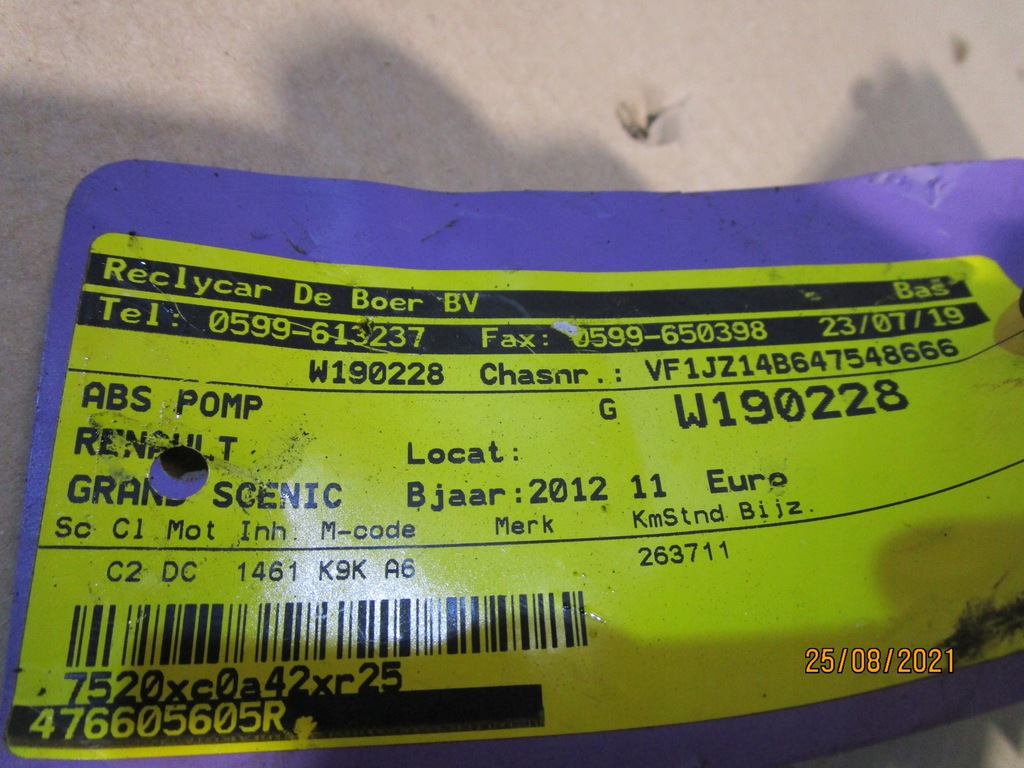 Reclycar De Boer BV Bas
Tel: 0599-613237 Fax: 0599-650398 23/07/19
W190228 Chasnr.: VF1JZ14B647548666
ABS POMP G W190228
RENAULT Locat:
GRAND SCENIC Bjaar:2012 11 Euro
Sc Cl Mot Inh. M-code Merk KmStnd Bijz.
C2 DC 1461 K9K A6 263711
7520xc0a42xr25
476605605R
25/08/2021